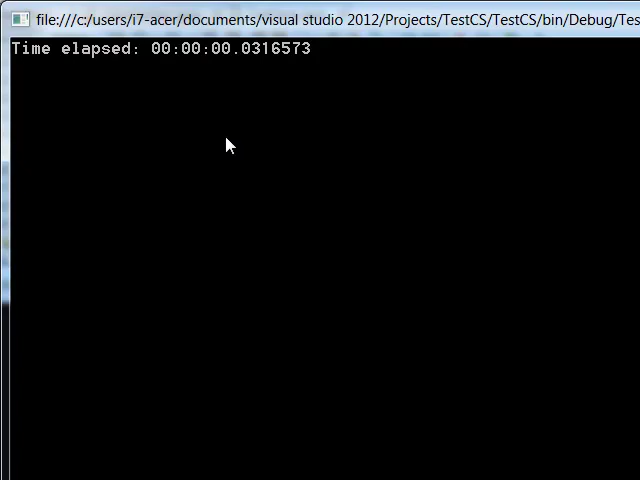 file:///c:/users/i7-acer/documents/visual studio 2012/Projects/TestCS/TestCS/bin/Debug/Tes
Time elapsed: 00:00:00.0316573